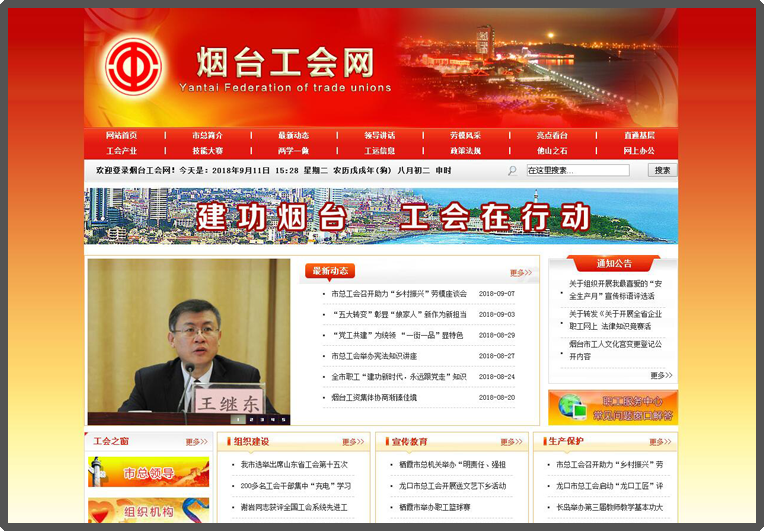 烟台工会网
Yantai Federation of trade unions
网站首页 市总简介 最新动态 领导讲话 劳模风采 亮点看台 直通基层
工会产业 技能大赛 两学一做 工运信息 政策法规 他山之石 网上办公
欢迎登录烟台工会网！今天是：2018年9月11日 15:28 星期二 农历戊戌年(狗) 八月初二 申时
在这里搜索... 搜索
建功烟台 工会在行动
王继东
1 2 3 4 5
最新动态 更多>>
市总工会召开助力“乡村振兴”劳模座谈会 2018-09-07
“五大转变”彰显“娘家人”新作为新担当 2018-09-03
“党工共建”为统领 “一街一品”显特色 2018-08-29
市总工会举办宪法知识讲座 2018-08-27
全市职工“建功新时代·永远跟党走”知识 2018-08-24
烟台工资集体协商渐臻佳境 2018-08-20
通知公告
关于组织开展我最喜爱的“安
全生产月”宣传标语评选活
关于转发《关于开展全省企业
职工网上 法律知识竞赛活
烟台市工人文化宫变更登记公
开内容
更多>>
职工服务中心
常见问题窗口解答
工会之窗 更多>>
市总领导
组织机构
组织建设 更多>>
我市选举出席山东省工会第十五次
200多名工会干部集中“充电”学习
谢岩同志获评全国工会系统先进工
宣传教育 更多>>
栖霞市总机关举办“明责任、强担
龙口市总工会开展送文艺下乡活动
栖霞市举办职工篮球赛
生产保护 更多>>
市总工会召开助力“乡村振兴”劳
龙口市总工会启动“龙口工匠”评
长岛举办第三届教师教学基本功大